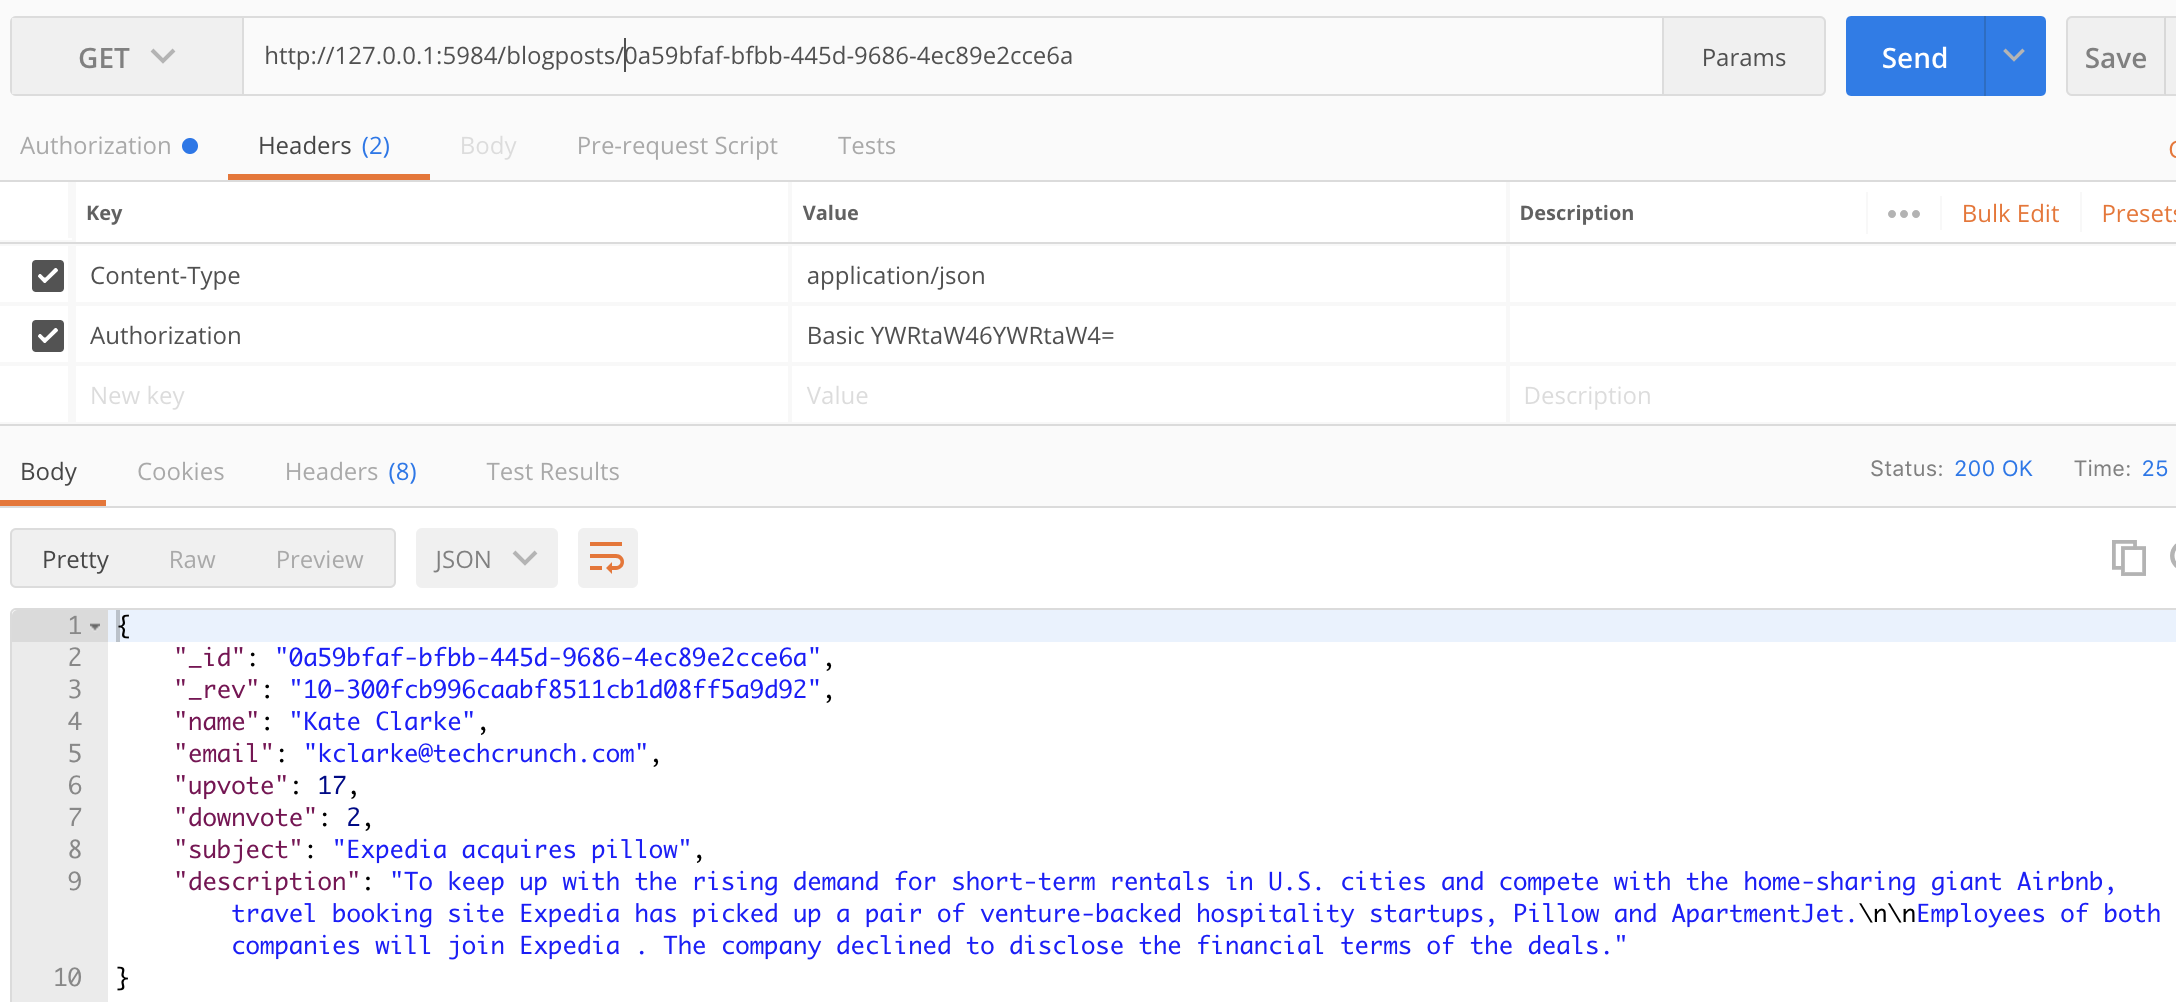 GET http://127.0.0.1:5984/blogposts/0a59bfaf-bfbb-445d-9686-4ec89e2cce6a Params Send Save
Authorization Headers (2) Body Pre-request Script Tests
Key Value Description ••• Bulk Edit Presets
Content-Type application/json
Authorization Basic YWRtaW46YWRtaW4=
New key Value Description
Body Cookies Headers (8) Test Results Status: 200 OK Time: 25
Pretty Raw Preview JSON
1 {
2 "_id": "0a59bfaf-bfbb-445d-9686-4ec89e2cce6a",
3 "_rev": "10-300fcb996caabf8511cb1d08ff5a9d92",
4 "name": "Kate Clarke",
5 "email": "kclarke@techcrunch.com",
6 "upvote": 17,
7 "downvote": 2,
8 "subject": "Expedia acquires pillow",
9 "description": "To keep up with the rising demand for short-term rentals in U.S. cities and compete with the home-sharing giant Airbnb,
travel booking site Expedia has picked up a pair of venture-backed hospitality startups, Pillow and ApartmentJet.\n\nEmployees of both
companies will join Expedia . The company declined to disclose the financial terms of the deals."
10 }